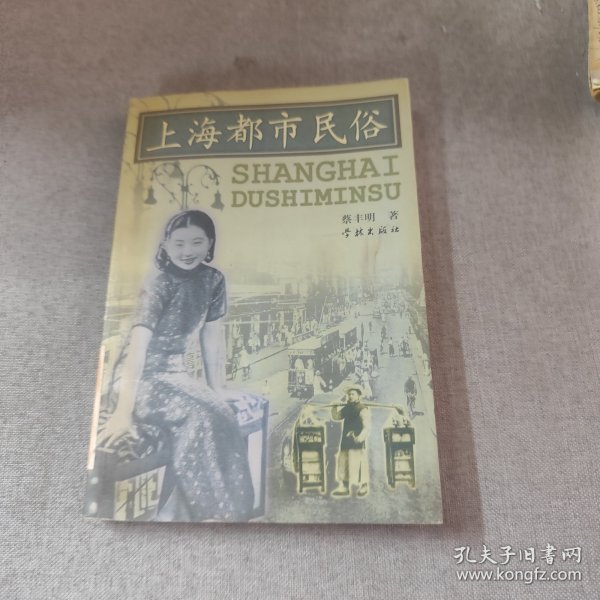 上海都市民俗
SHANGHAI
DUSHIMINSU
蔡丰明 著
学林出版社
孔夫子旧书网
www.kongfz.com